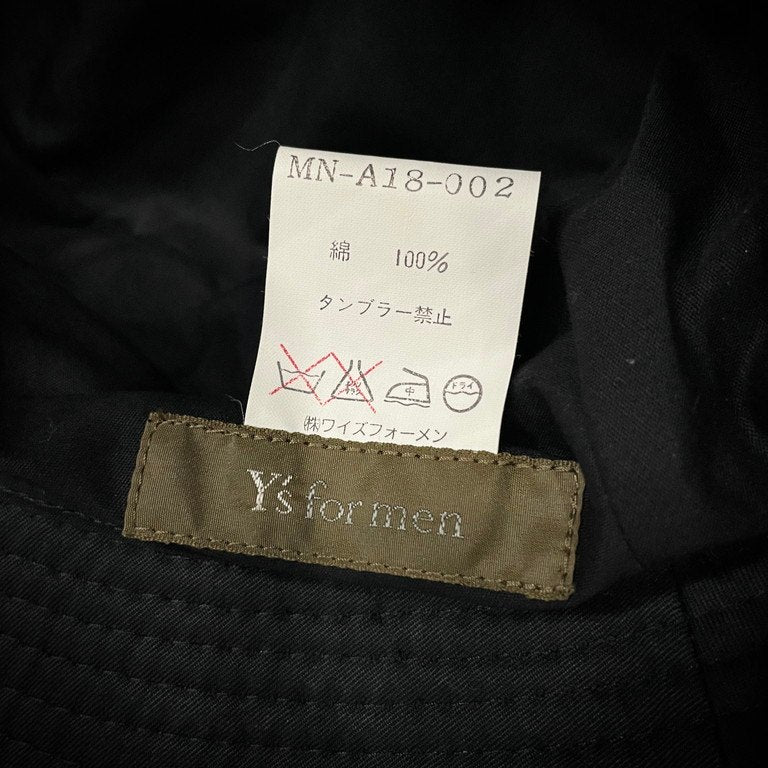 MN-A18-002
綿 100%
タンブラー禁止
中 ドライ
㈱ワイズフォーメン
Y's for men